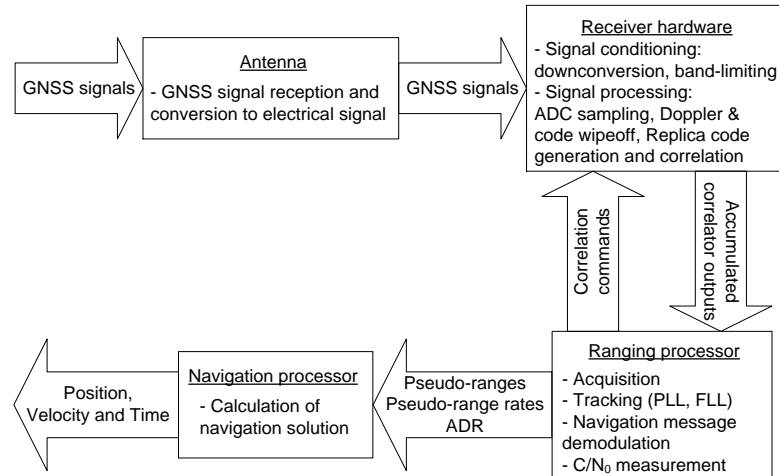 GNSS signals
Antenna
- GNSS signal reception and
conversion to electrical signal
GNSS signals
Receiver hardware
- Signal conditioning:
downconversion, band-limiting
- Signal processing:
ADC sampling, Doppler &
code wipeoff, Replica code
generation and correlation
Correlation
commands
Accumulated
correlator outputs
Ranging processor
- Acquisition
- Tracking (PLL, FLL)
- Navigation message
demodulation
- C/N₀ measurement
Pseudo-ranges
Pseudo-range rates
ADR
Navigation processor
- Calculation of
navigation solution
Position,
Velocity and Time